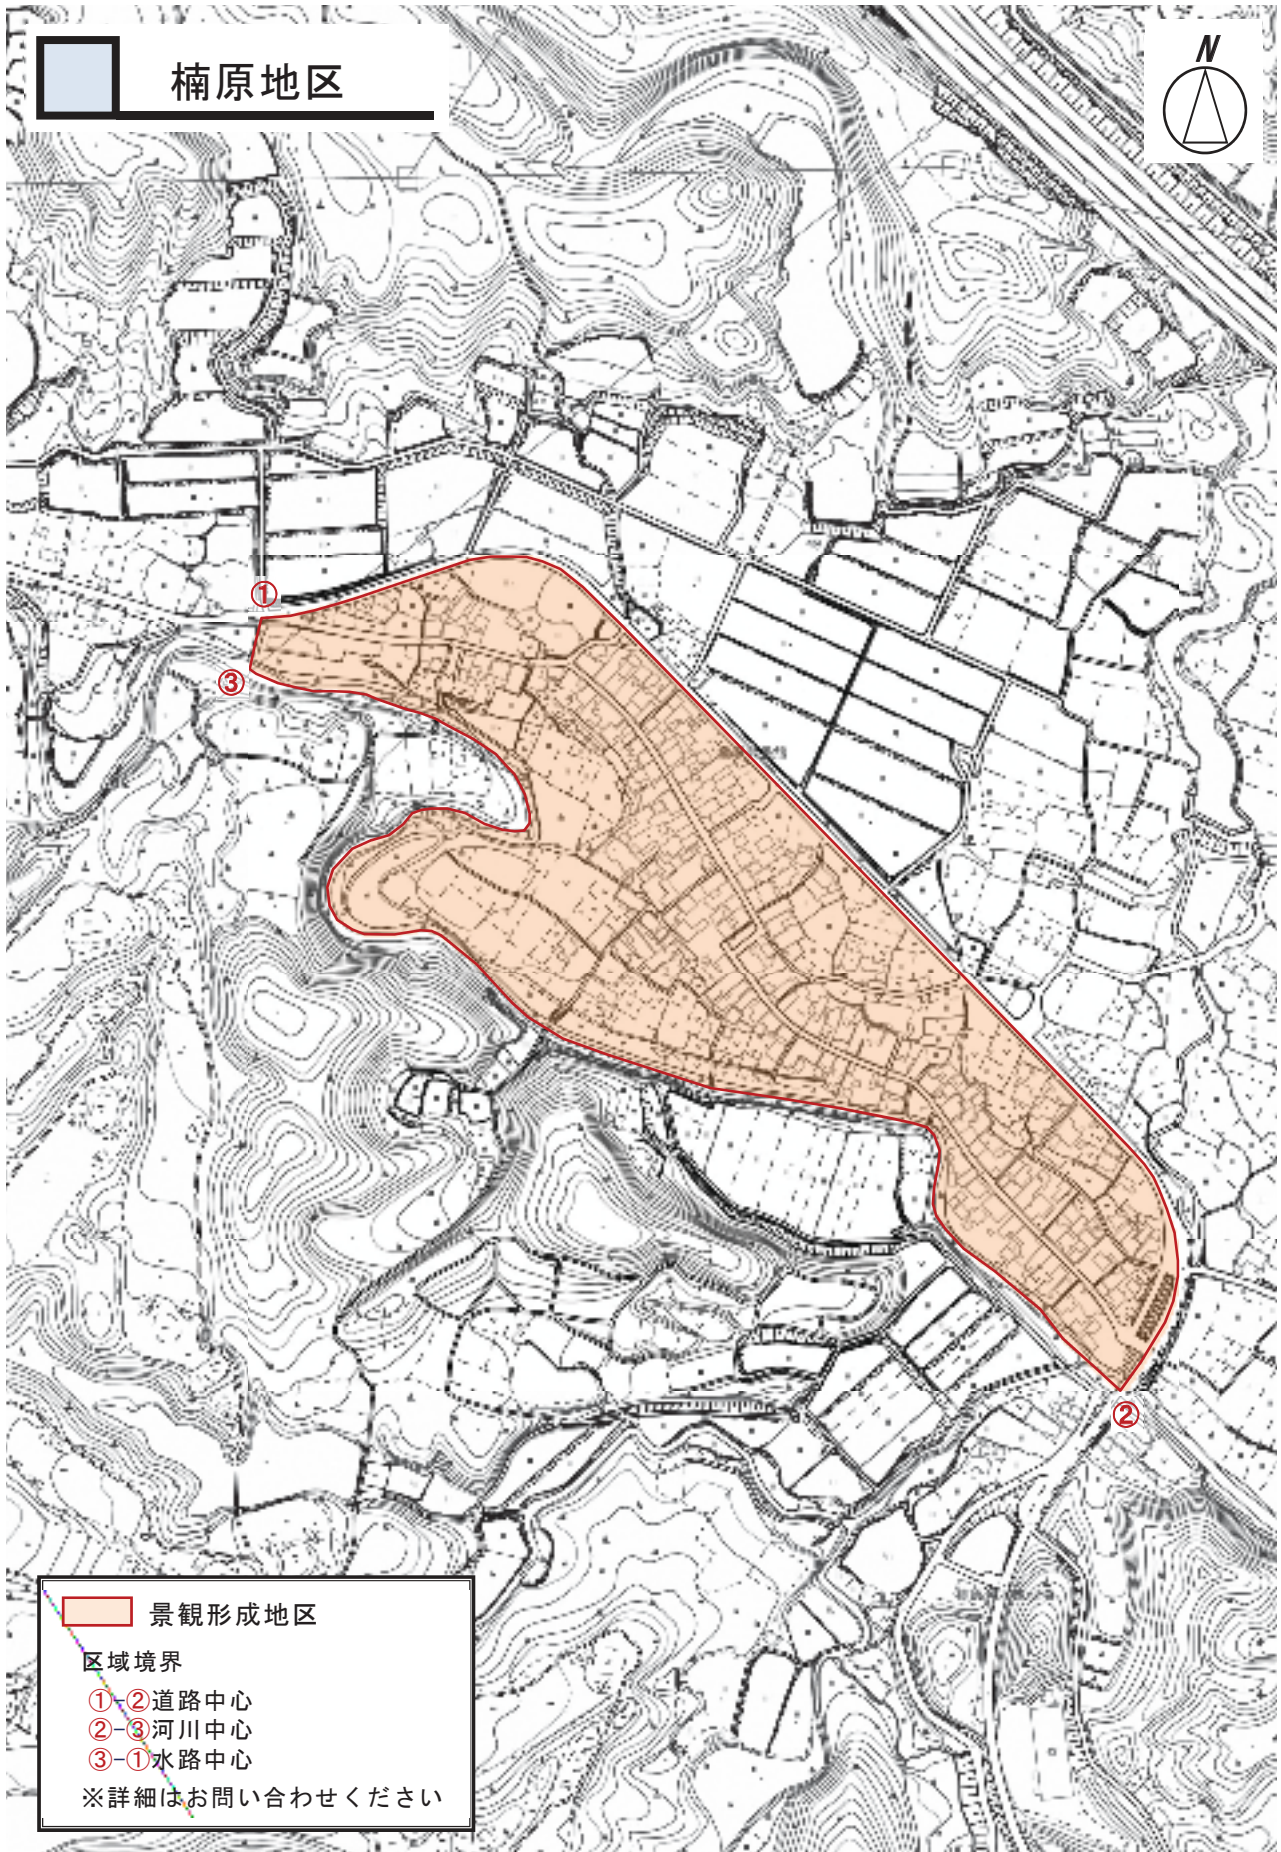 楠原地区
N
①
③
②
景観形成地区
区域境界
①-②道路中心
②-③河川中心
③-①水路中心
※詳細はお問い合わせください